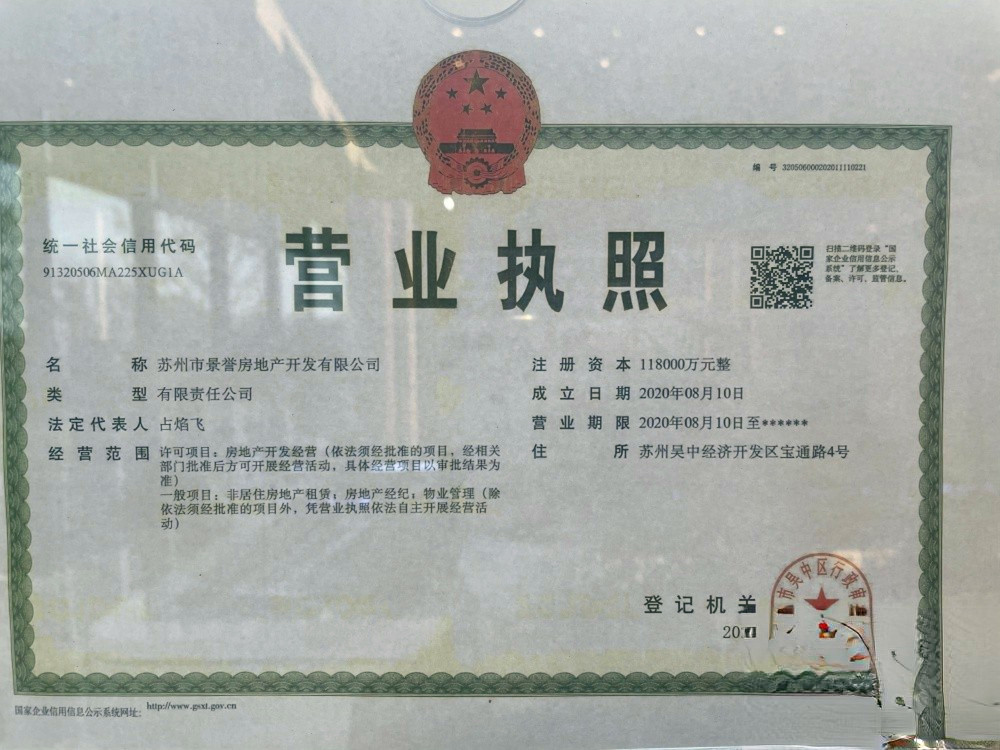 编 号 320506000202011110221
统一社会信用代码
91320506MA225XUG1A
营业执照
扫描二维码登录“国
家企业信用信息公示
系统”了解更多登记、
备案、许可、监管信息。
名 称 苏州市景誉房地产开发有限公司
类 型 有限责任公司
法定代表人 占焰飞
经营范围 许可项目：房地产开发经营（依法须经批准的项目，经相关
部门批准后方可开展经营活动，具体经营项目以审批结果为
准）
一般项目：非居住房地产租赁；房地产经纪；物业管理（除
依法须经批准的项目外，凭营业执照依法自主开展经营活
动）
注册资本 118000万元整
成立日期 2020年08月10日
营业期限 2020年08月10日至******
住 所 苏州吴中经济开发区宝通路4号
市吴中区行政审
登记机关
20
国家企业信用信息公示系统网址：http://www.gsxt.gov.cn